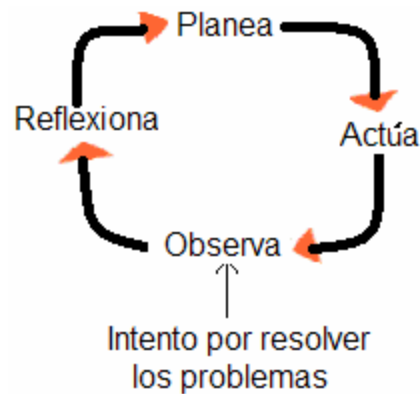 Planea
Reflexiona
Actúa
Observa
Intento por resolver
los problemas